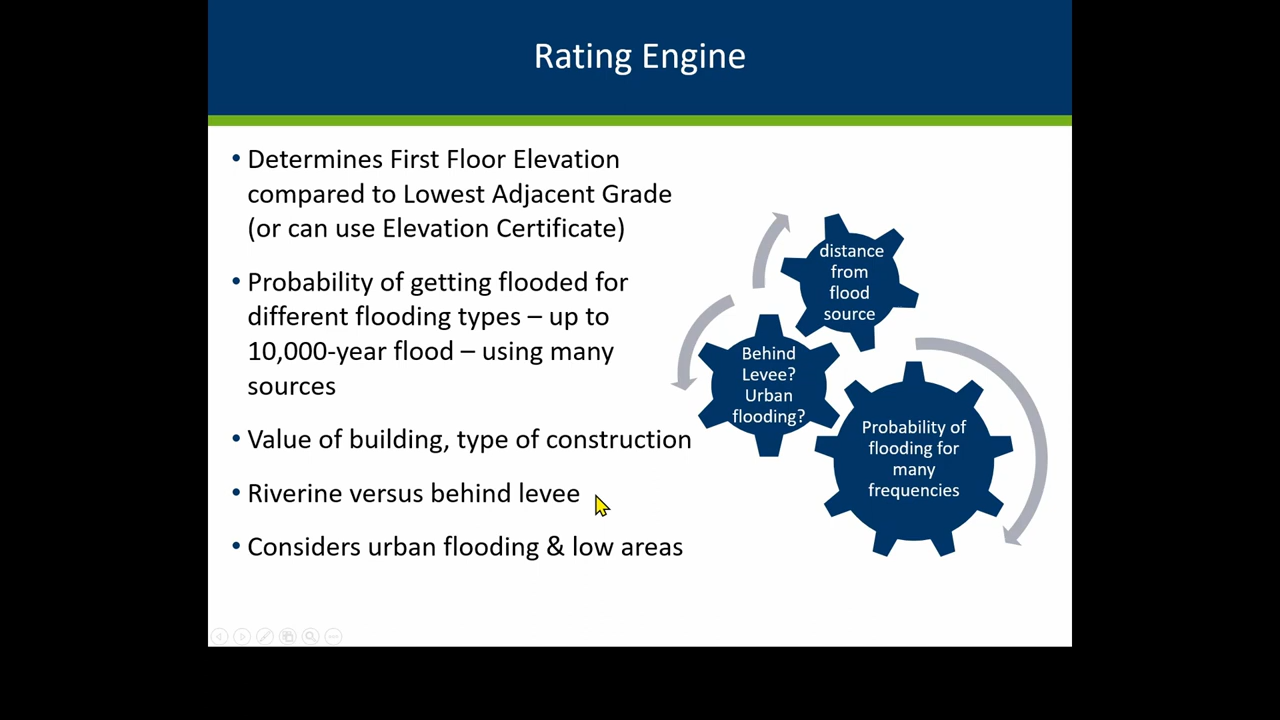 Rating Engine
• Determines First Floor Elevation
compared to Lowest Adjacent Grade
(or can use Elevation Certificate)
• Probability of getting flooded for
different flooding types – up to
10,000-year flood – using many
sources
• Value of building, type of construction
• Riverine versus behind levee
• Considers urban flooding & low areas
distance
from
flood
source
Behind
Levee?
Urban
flooding?
Probability of
flooding for
many
frequencies